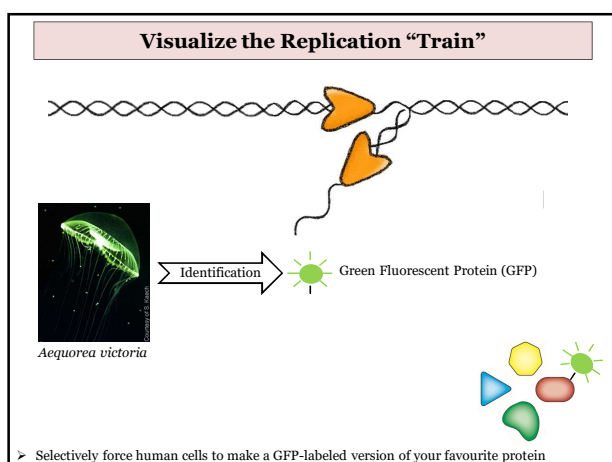 Visualize the Replication “Train”
Courtesy of S. Kasch
Identification
Green Fluorescent Protein (GFP)
Aequorea victoria
➢ Selectively force human cells to make a GFP-labeled version of your favourite protein